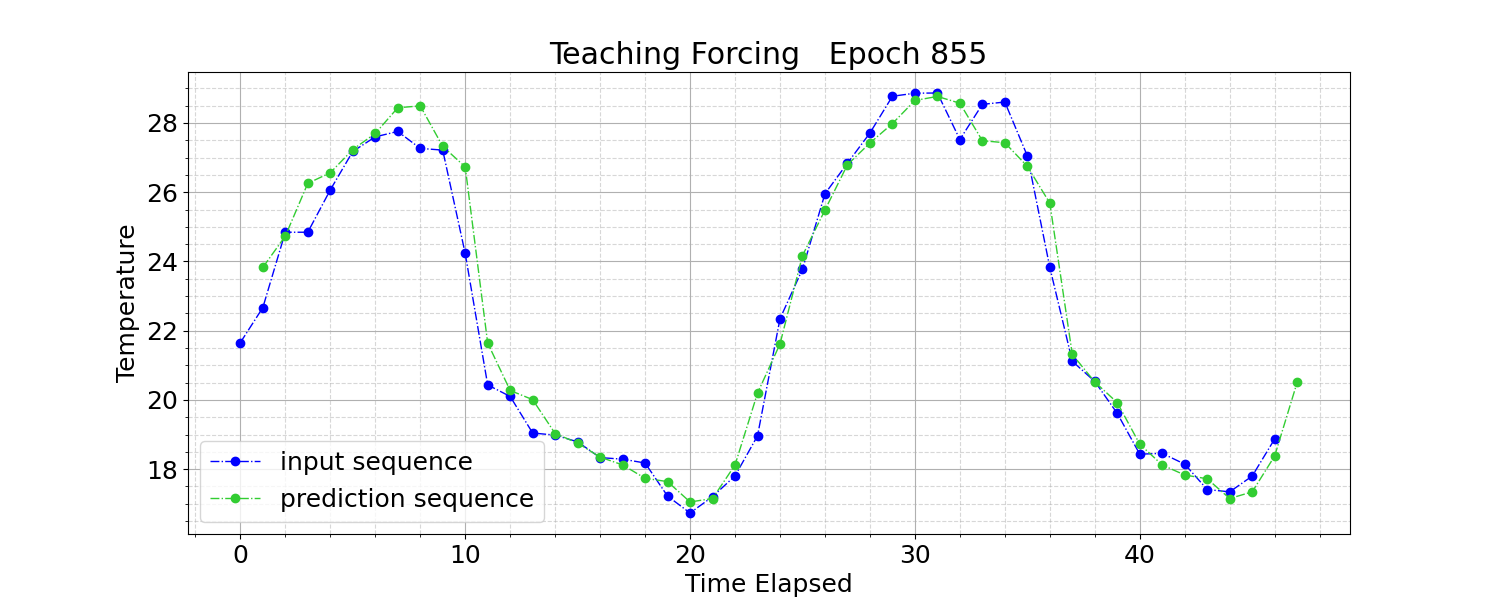 Teaching Forcing   Epoch 855
28
26
24
22
20
18
Temperature
input sequence
prediction sequence
0 10 20 30 40
Time Elapsed